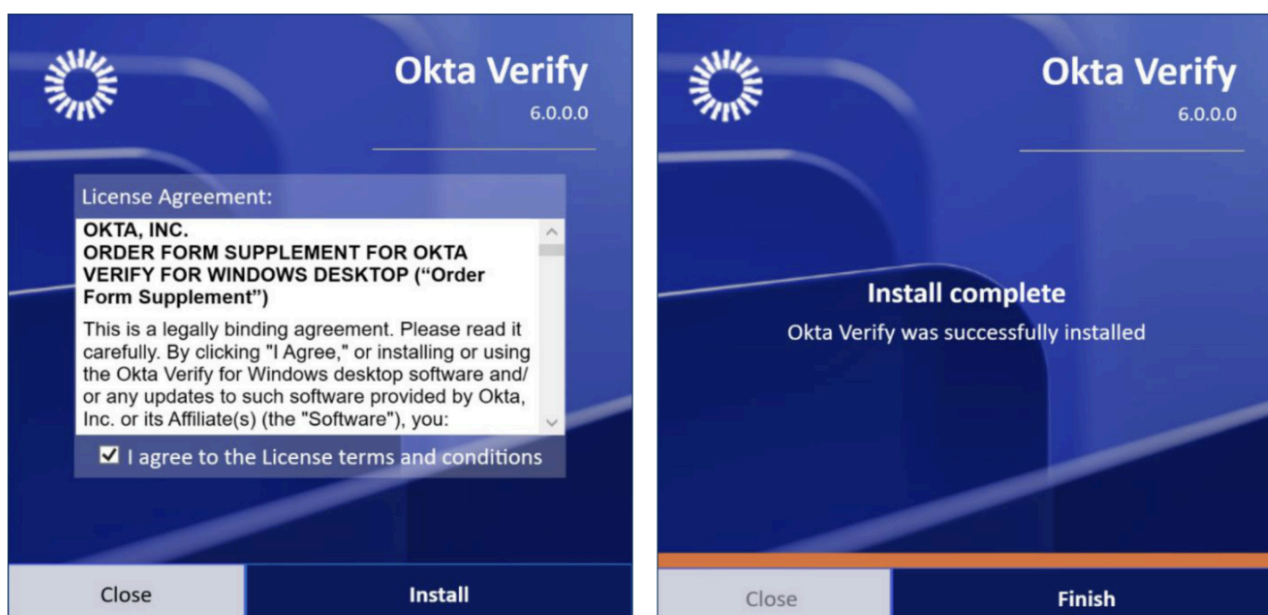 Okta Verify
6.0.0.0
License Agreement:
OKTA, INC.
ORDER FORM SUPPLEMENT FOR OKTA
VERIFY FOR WINDOWS DESKTOP (“Order
Form Supplement”)
This is a legally binding agreement. Please read it
carefully. By clicking "I Agree," or installing or using
the Okta Verify for Windows desktop software and/
or any updates to such software provided by Okta,
Inc. or its Affiliate(s) (the "Software"), you:
I agree to the License terms and conditions
Close
Install
Okta Verify
6.0.0.0
Install complete
Okta Verify was successfully installed
Close
Finish